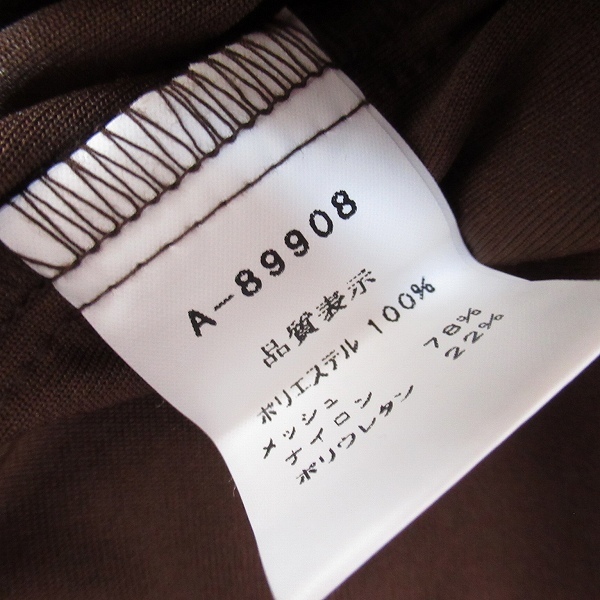 A-89908
品質表示
ポリエステル 100%
メッシュ
ナイロン 78%
ポリウレタン 22%